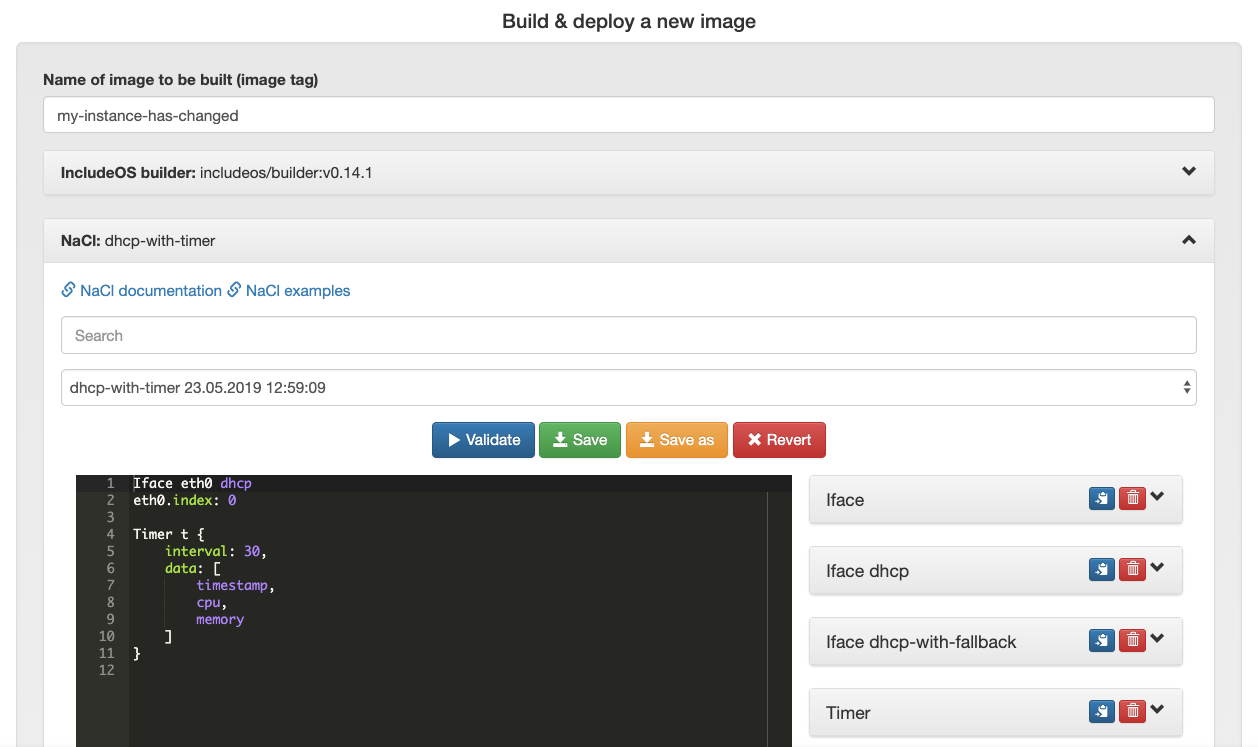 Build & deploy a new image
Name of image to be built (image tag)
my-instance-has-changed
IncludeOS builder: includeos/builder:v0.14.1
NaCl: dhcp-with-timer
NaCl documentation NaCl examples
Search
dhcp-with-timer 23.05.2019 12:59:09
Validate Save Save as Revert
1 Iface eth0 dhcp
2 eth0.index: 0
3
4 Timer t {
5     interval: 30,
6     data: [
7         timestamp,
8         cpu,
9         memory
10     ]
11 }
12
Iface
Iface dhcp
Iface dhcp-with-fallback
Timer